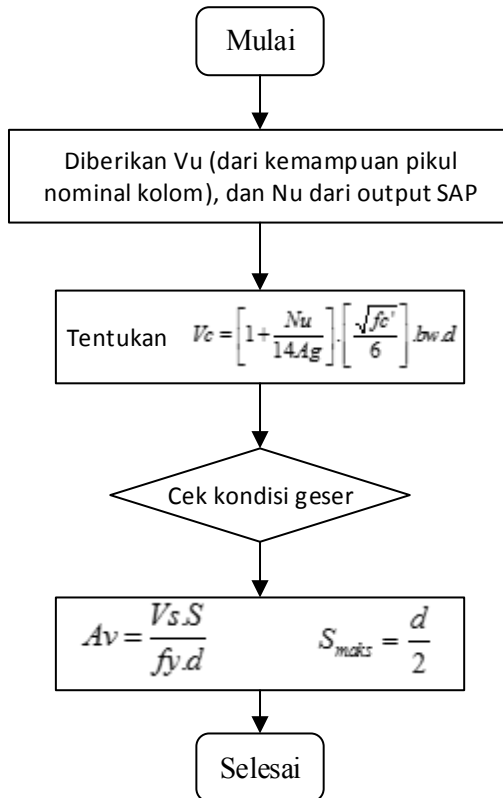 Mulai
Diberikan Vu (dari kemampuan pikul
nominal kolom), dan Nu dari output SAP
Tentukan Vc = [1 + Nu/14Ag].[√fc'/6].bw.d
Cek kondisi geser
Av = Vs.S/fy.d S_maks = d/2
Selesai